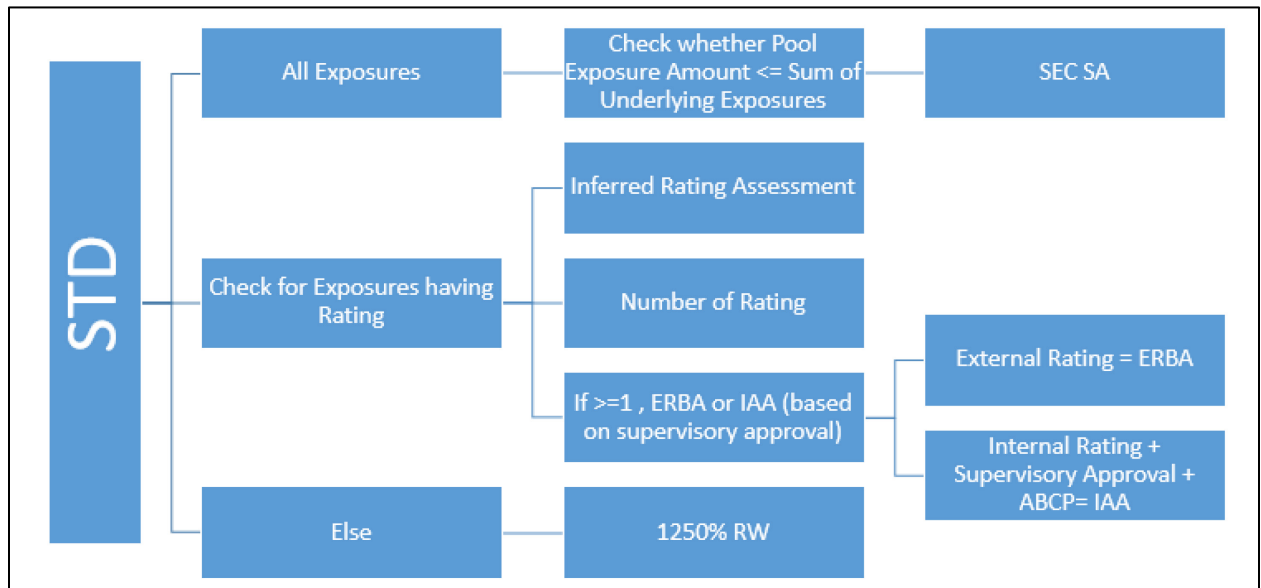 STD
All Exposures
Check whether Pool
Exposure Amount <= Sum of
Underlying Exposures
SEC SA
Check for Exposures having
Rating
Inferred Rating Assessment
Number of Rating
If >=1 , ERBA or IAA (based
on supervisory approval)
External Rating = ERBA
Internal Rating +
Supervisory Approval +
ABCP= IAA
Else
1250% RW